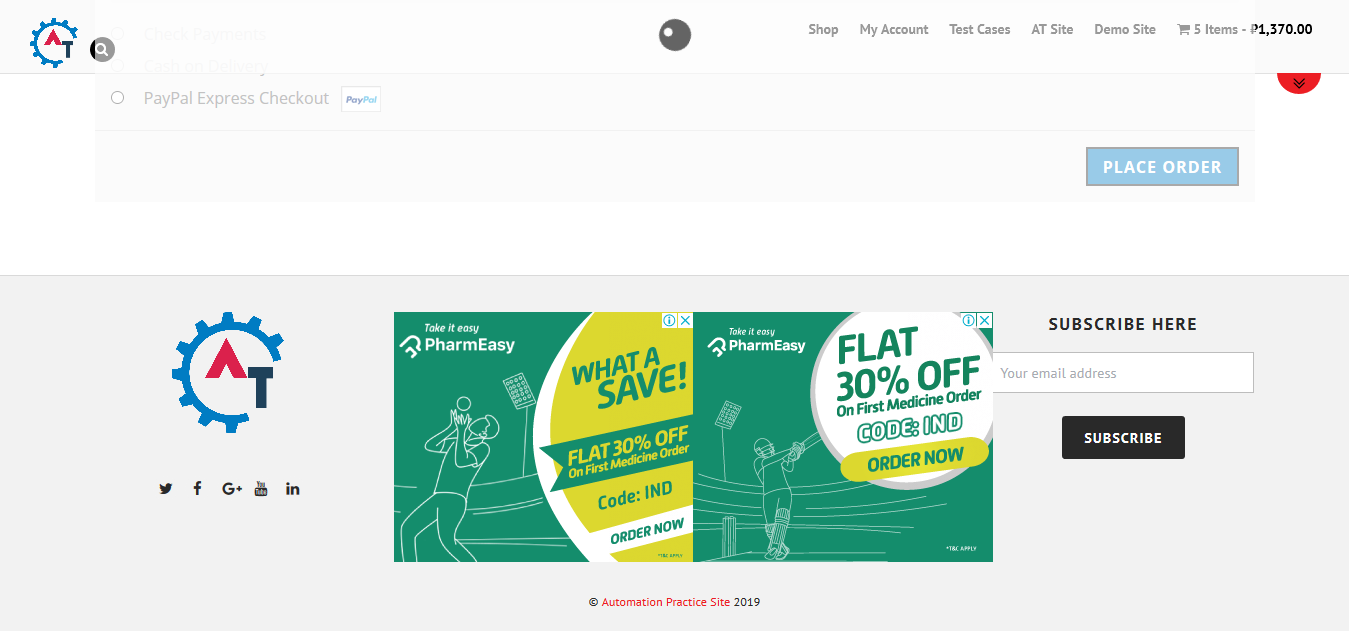 AT
Shop My Account Test Cases AT Site Demo Site 5 Items - ₹1,370.00
Check Payments
Cash on Delivery
PayPal Express Checkout PayPal
PLACE ORDER
AT
Take it easy
PharmEasy
WHAT A
SAVE!
FLAT 30% OFF
On First Medicine Order
Code: IND
ORDER NOW
*T&C APPLY
Take it easy
PharmEasy
FLAT
30% OFF
On First Medicine Order
CODE: IND
ORDER NOW
*T&C APPLY
SUBSCRIBE HERE
Your email address
SUBSCRIBE
G+ You Tube in
© Automation Practice Site 2019